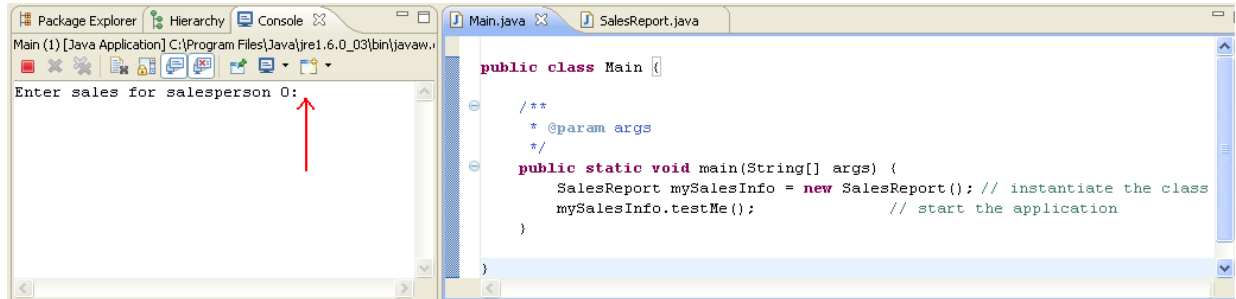 Package Explorer Hierarchy Console
Main (1) [Java Application] C:\Program Files\Java\jre1.6.0_03\bin\javaw.
Enter sales for salesperson 0:
Main.java SalesReport.java
public class Main {
/**
* @param args
*/
public static void main(String[] args) {
SalesReport mySalesInfo = new SalesReport(); // instantiate the class
mySalesInfo.testMe(); // start the application
}
}